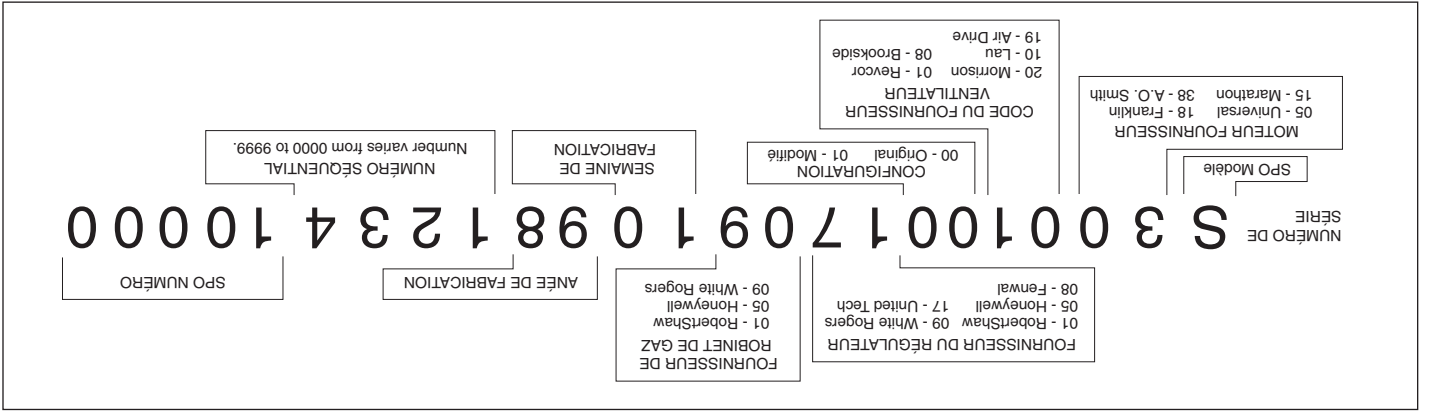 FOURNISSEUR DU RÉGULATEUR
01 - RobertShaw 09 - White Rogers
05 - Honeywell 17 - United Tech
08 - Fenwal
FOURNISSEUR DE
ROBINET DE GAZ
01 - RobertShaw
05 - Honeywell
09 - White Rogers
ANÉE DE FABRICATION
SPO NUMÉRO
NUMÉRO DE
SÉRIE
S 3 0 0 1 0 0 1 7 0 9 1 0 9 8 1 2 3 4 1 0 0 0 0
SPO Modèle
MOTEUR FOURNISSEUR
05 - Universal 18 - Franklin
15 - Marathon 38 - A.O. Smith
CODE DU FOURNISSEUR
VENTILATEUR
20 - Morrison 01 - Revcor
10 - Lau 08 - Brookside
19 - Air Drive
CONFIGURATION
00 - Original 01 - Modifié
SEMAINE DE
FABRICATION
NUMÉRO SÉQUENTIAL
Number varies from 0000 to 9999.